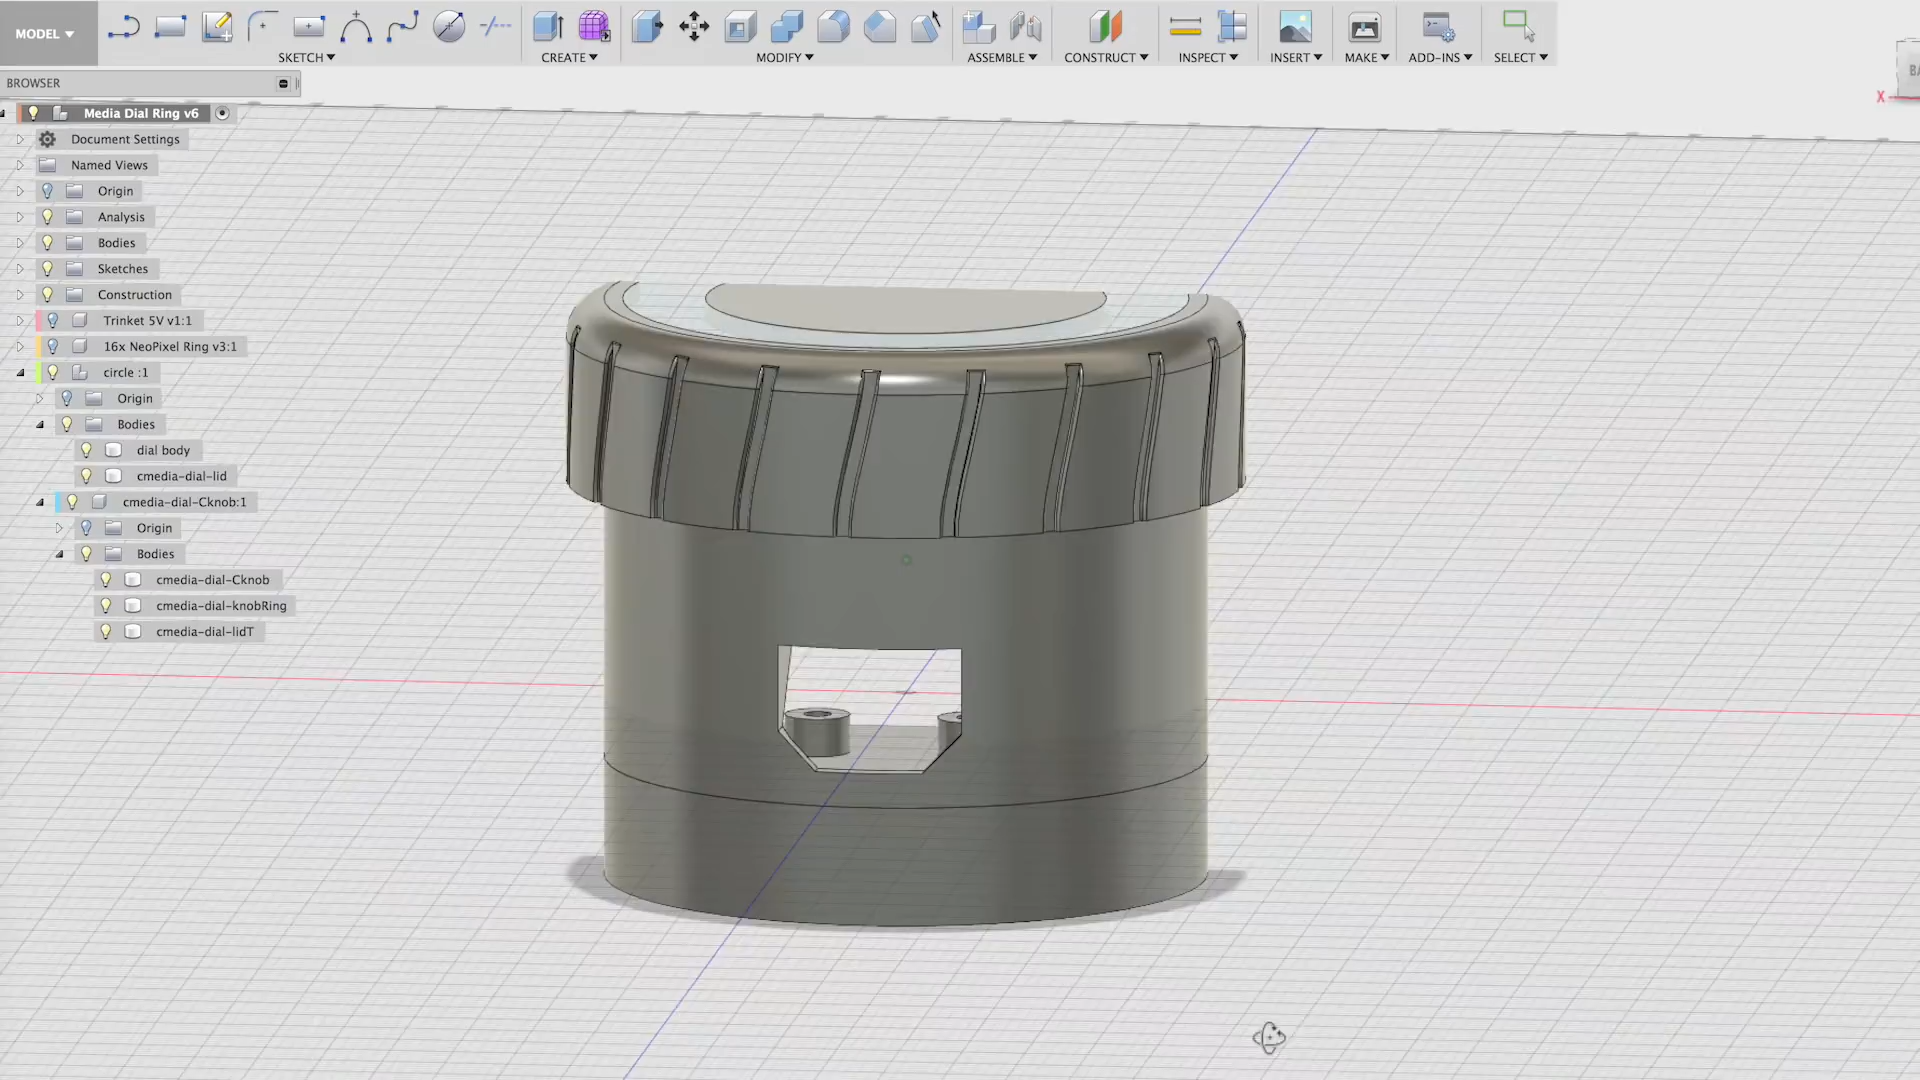 MODEL
SKETCH
CREATE
MODIFY
ASSEMBLE
CONSTRUCT
INSPECT
INSERT
MAKE
ADD-INS
SELECT
BROWSER
X
Media Dial Ring v6
Document Settings
Named Views
Origin
Analysis
Bodies
Sketches
Construction
Trinket 5V v1:1
16x NeoPixel Ring v3:1
circle :1
Origin
Bodies
dial body
cmedia-dial-lid
cmedia-dial-Cknob:1
Origin
Bodies
cmedia-dial-Cknob
cmedia-dial-knobRing
cmedia-dial-lidT